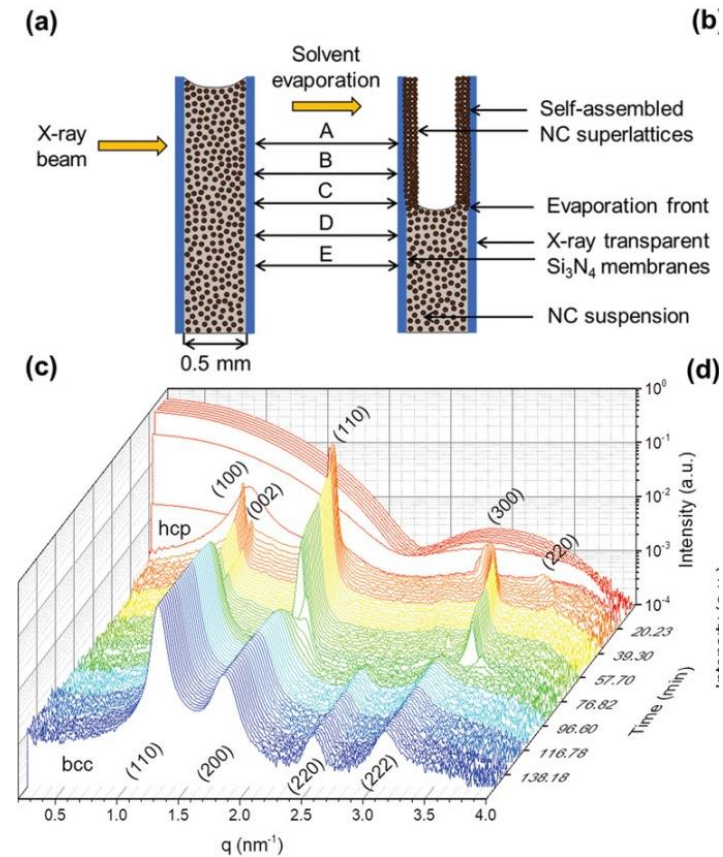 (a)
(b)
Solvent
evaporation
X-ray
beam
A
B
C
D
E
0.5 mm
Self-assembled
NC superlattices
Evaporation front
X-ray transparent
Si₃N₄ membranes
NC suspension
(c)
(d)
(100)
(002)
(110)
(300)
(220)
hcp
bcc
(110)
(200)
(220)
(222)
10⁰
10⁻¹
10⁻²
10⁻³
10⁻⁴
Intensity (a.u.)
20.23
39.30
57.70
76.82
96.60
116.78
138.18
Time (min)
0.5
1.0
1.5
2.0
2.5
3.0
3.5
4.0
q (nm⁻¹)